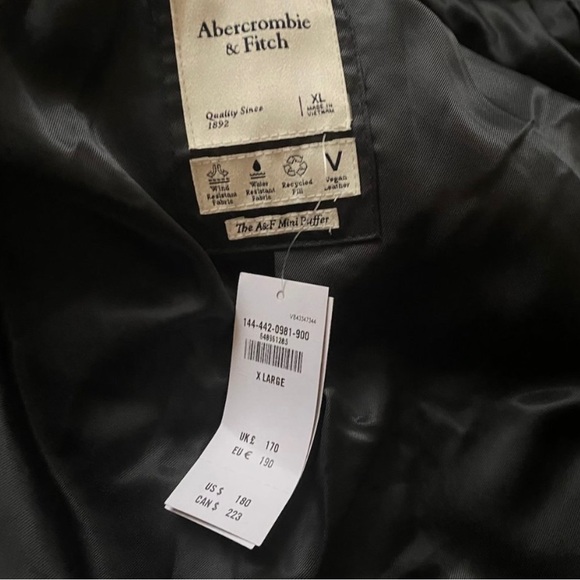 Abercrombie
& Fitch
Quality Since
1892
XL
MADE IN
VIETNAM
Wind
Resistant
Fabric
Water
Resistant
Fabric
Recycled
Fill
V
Vegan
Leather
The A&F Mini Puffer
144-442-0981-900
X LARGE
UK £ 170
EU € 190
US $ 180
CAN $ 223